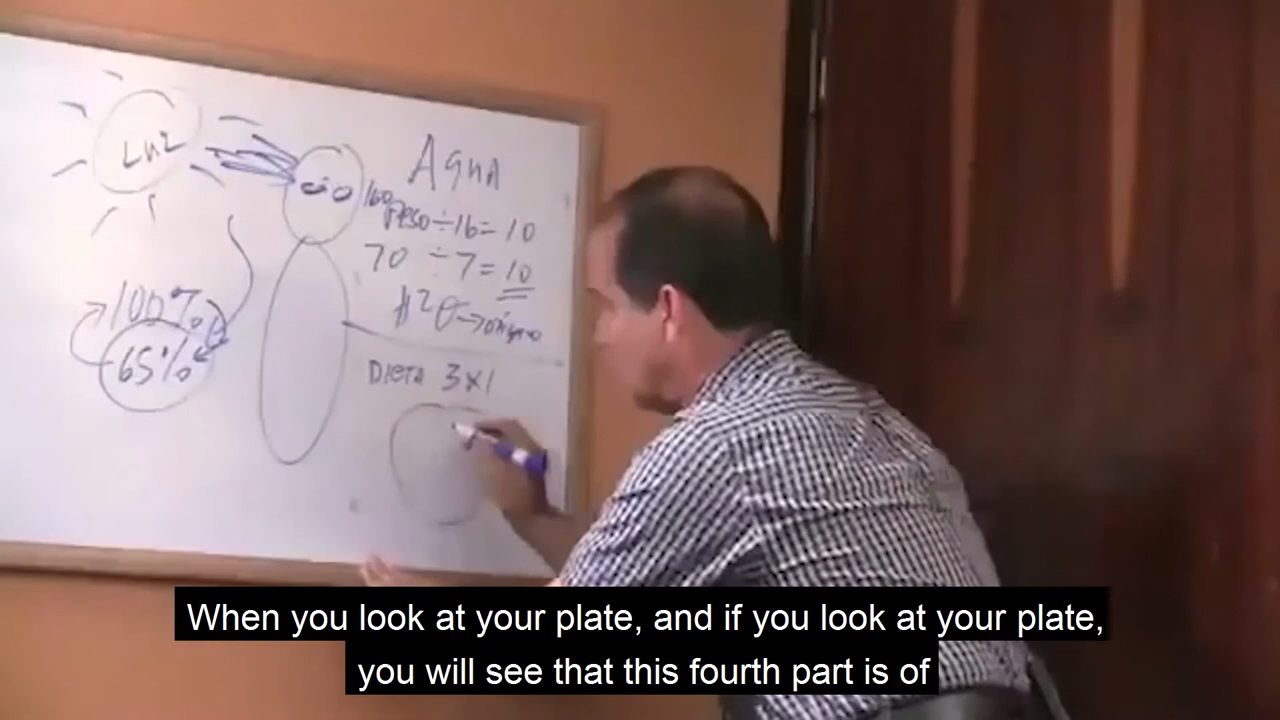 Luz
Agua
160
Peso ÷ 16 = 10
70 ÷ 7 = 10
H2O → oxígeno
100%
65%
Dieta 3x1
When you look at your plate, and if you look at your plate,
you will see that this fourth part is of